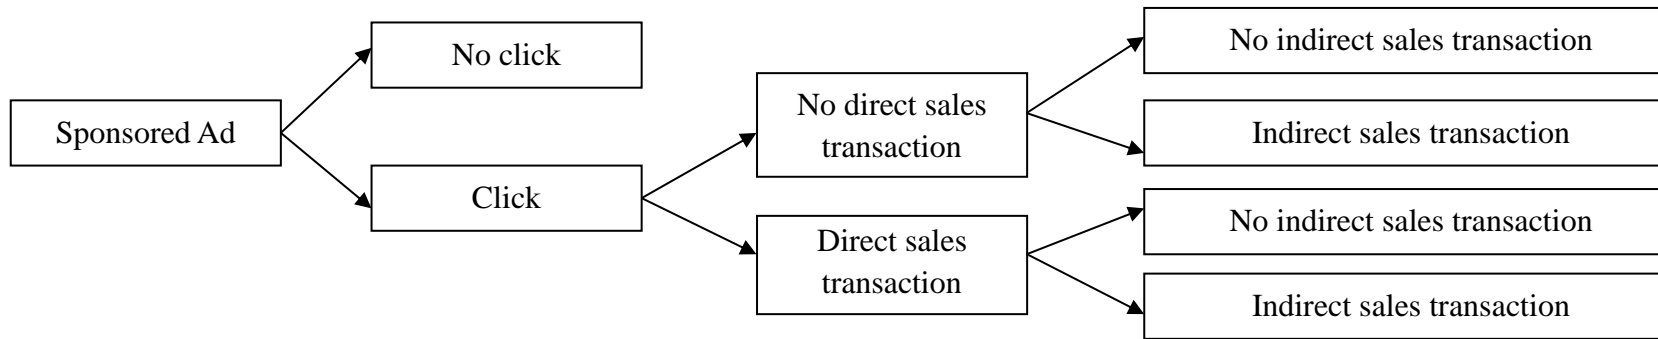 Sponsored Ad
No click
Click
No direct sales
transaction
Direct sales
transaction
No indirect sales transaction
Indirect sales transaction
No indirect sales transaction
Indirect sales transaction